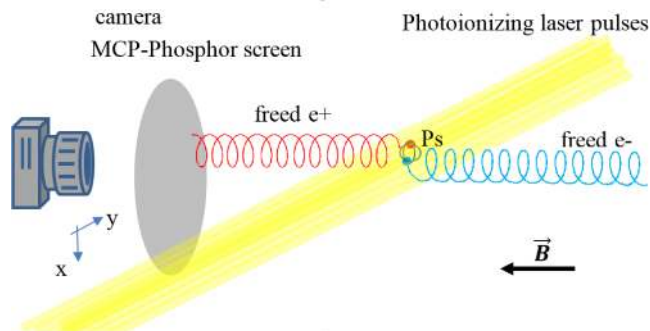 camera
MCP-Phosphor screen
Photoionizing laser pulses
freed e+
Ps
freed e-
y
x
B